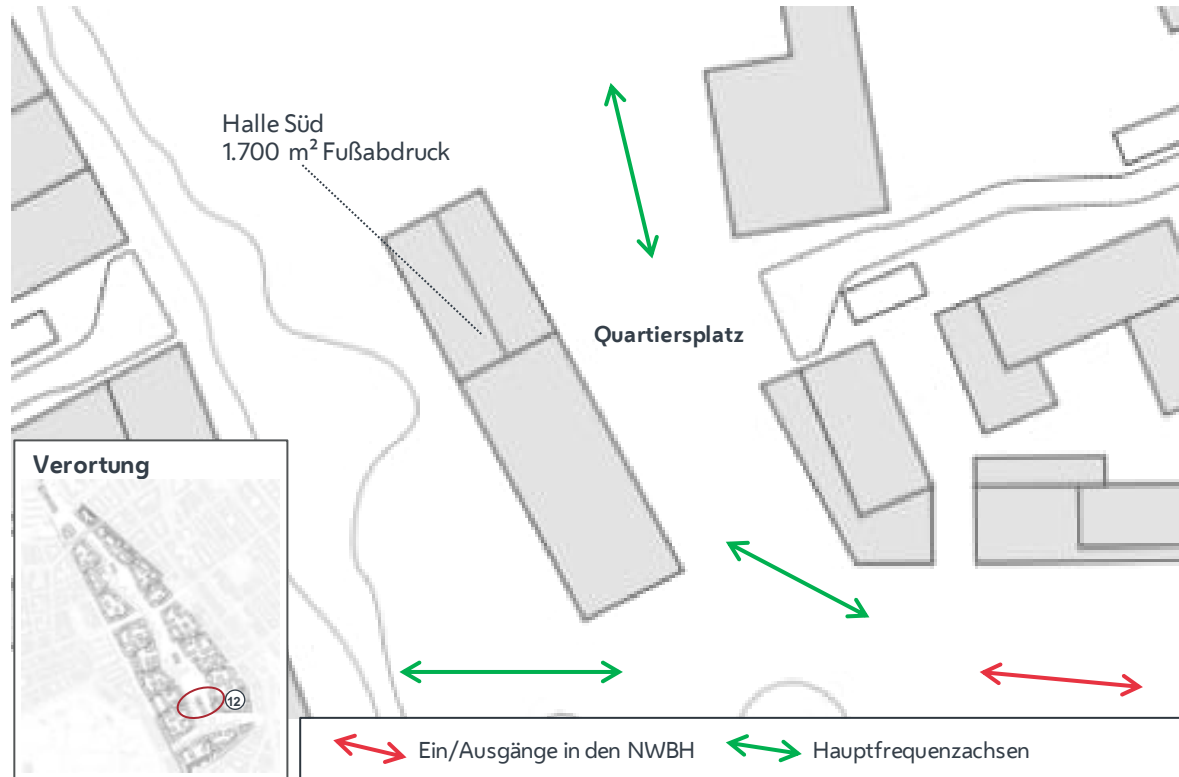 Halle Süd
1.700 m² Fußabdruck
Quartiersplatz
Verortung
12
Ein/Ausgänge in den NWBH
Hauptfrequenzachsen